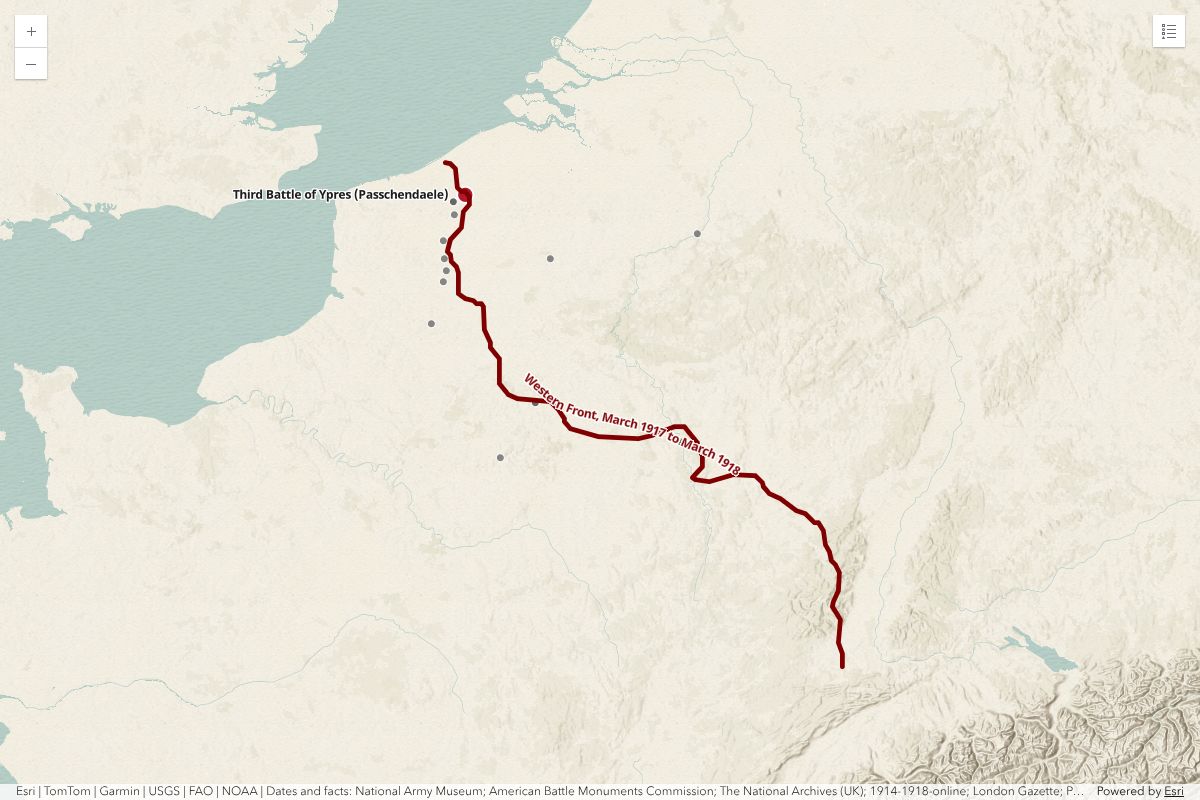 +
−
Third Battle of Ypres (Passchendaele)
Western Front, March 1917 to March 1918
Esri | TomTom | Garmin | USGS | FAO | NOAA | Dates and facts: National Army Museum; American Battle Monuments Commission; The National Archives (UK); 1914-1918-online; London Gazette; P... Powered by Esri